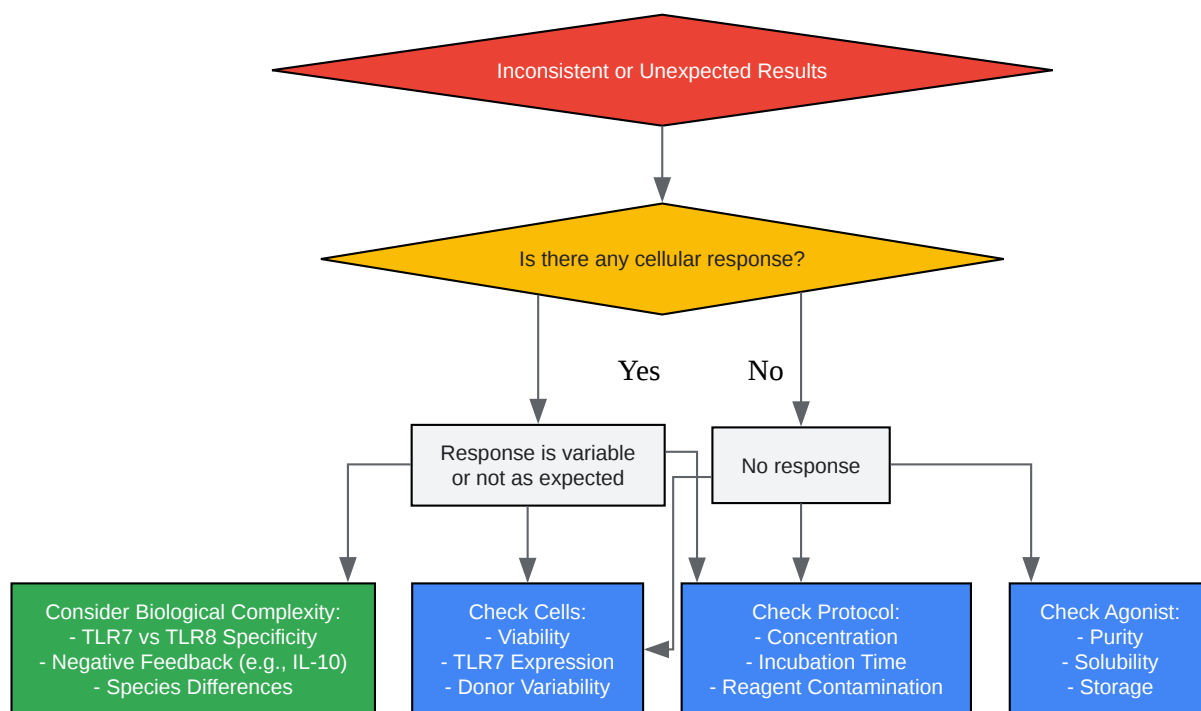 Inconsistent or Unexpected Results
Is there any cellular response?
Yes
No
Response is variable
or not as expected
No response
Consider Biological Complexity:
- TLR7 vs TLR8 Specificity
- Negative Feedback (e.g., IL-10)
- Species Differences
Check Cells:
- Viability
- TLR7 Expression
- Donor Variability
Check Protocol:
- Concentration
- Incubation Time
- Reagent Contamination
Check Agonist:
- Purity
- Solubility
- Storage